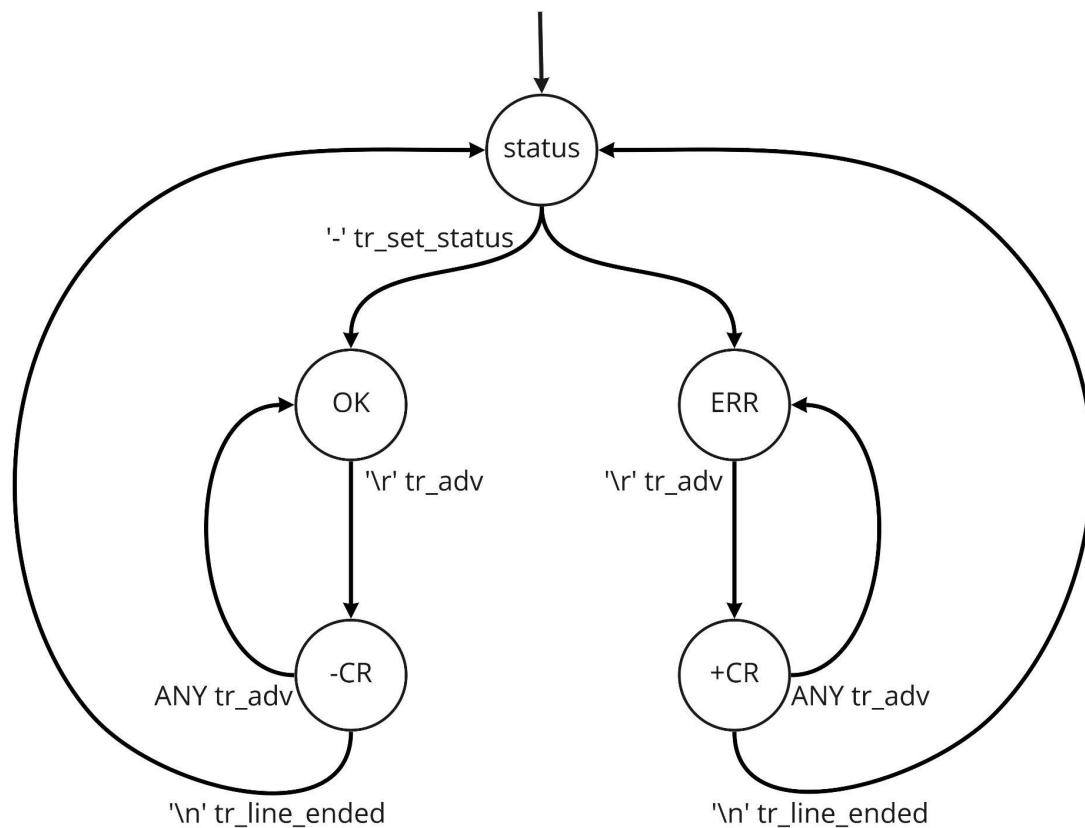 status
'-' tr_set_status
OK
ERR
'\r' tr_adv
'\r' tr_adv
-CR
+CR
ANY tr_adv
ANY tr_adv
'\n' tr_line_ended
'\n' tr_line_ended